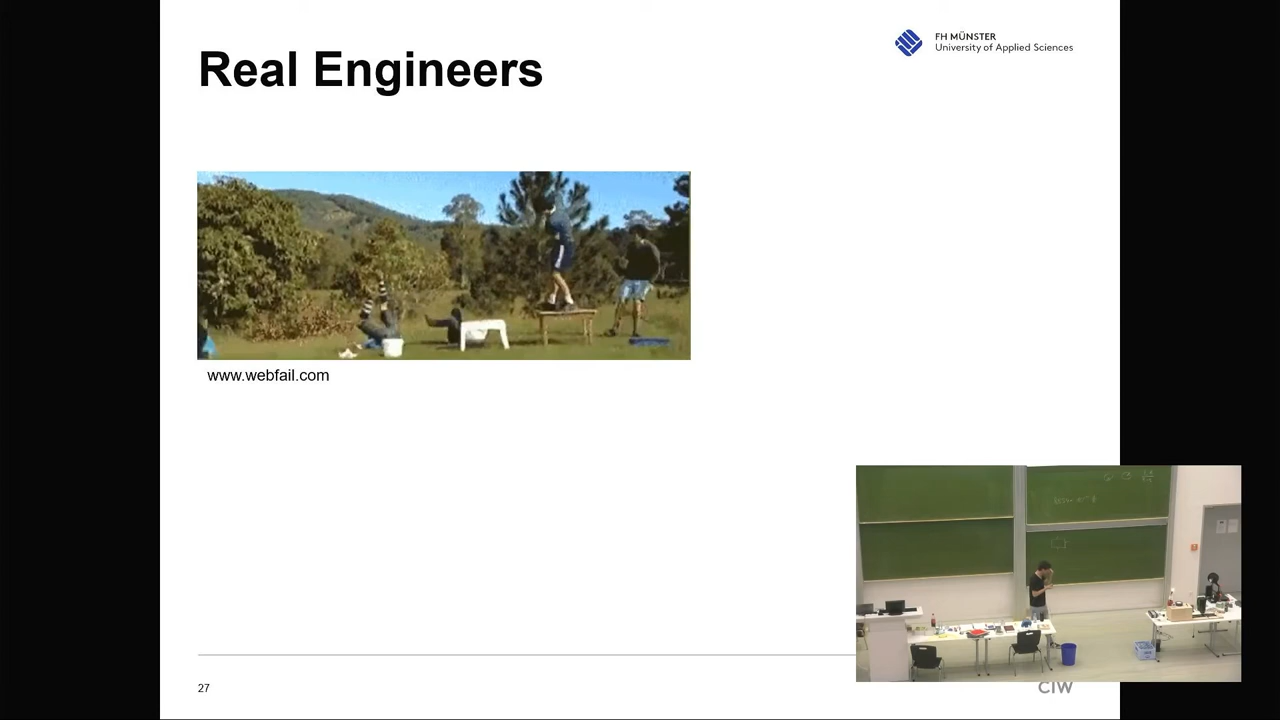 FH MÜNSTER
University of Applied Sciences
Real Engineers
www.webfail.com
27
CIW